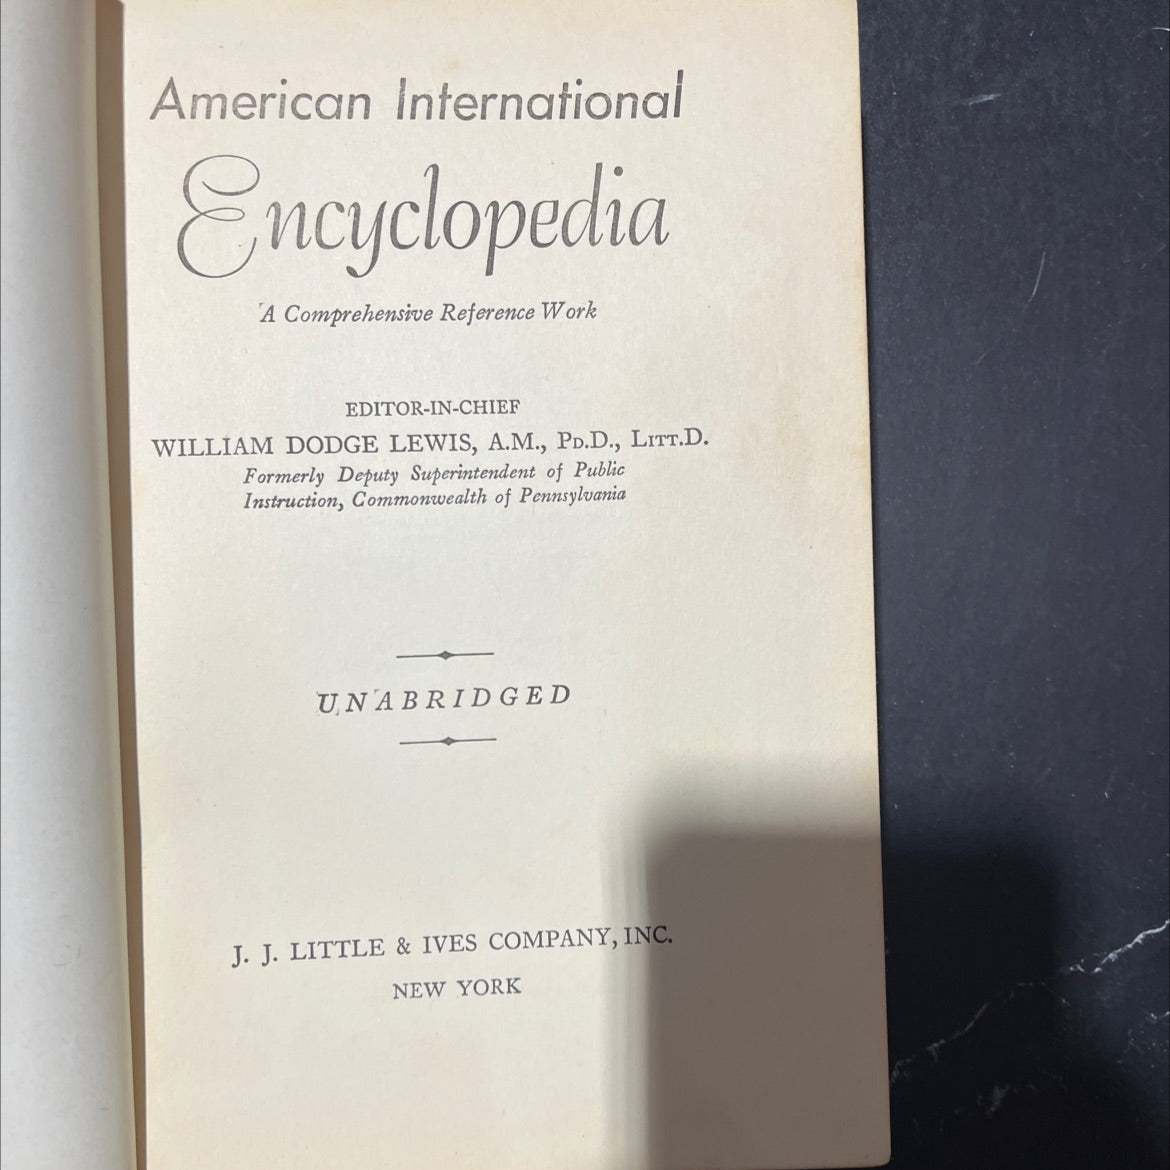 American International
Encyclopedia
A Comprehensive Reference Work
EDITOR-IN-CHIEF
WILLIAM DODGE LEWIS, A.M., Pd.D., Litt.D.
Formerly Deputy Superintendent of Public
Instruction, Commonwealth of Pennsylvania
UNABRIDGED
J. J. LITTLE & IVES COMPANY, INC.
NEW YORK